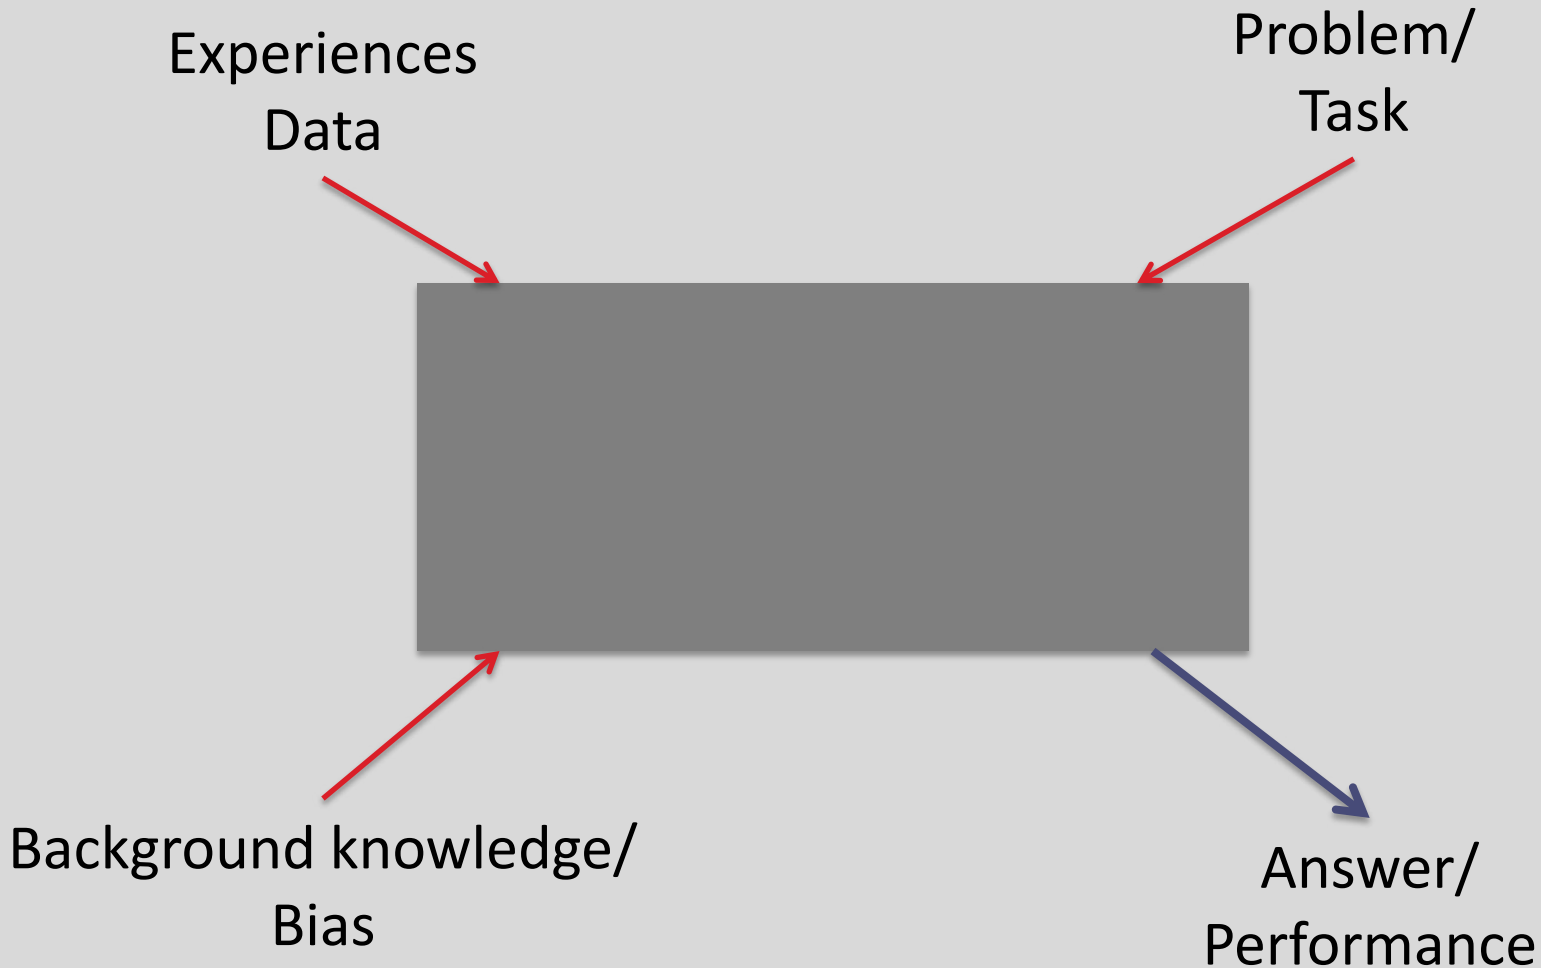 Experiences
Data
Problem/
Task
Background knowledge/
Bias
Answer/
Performance